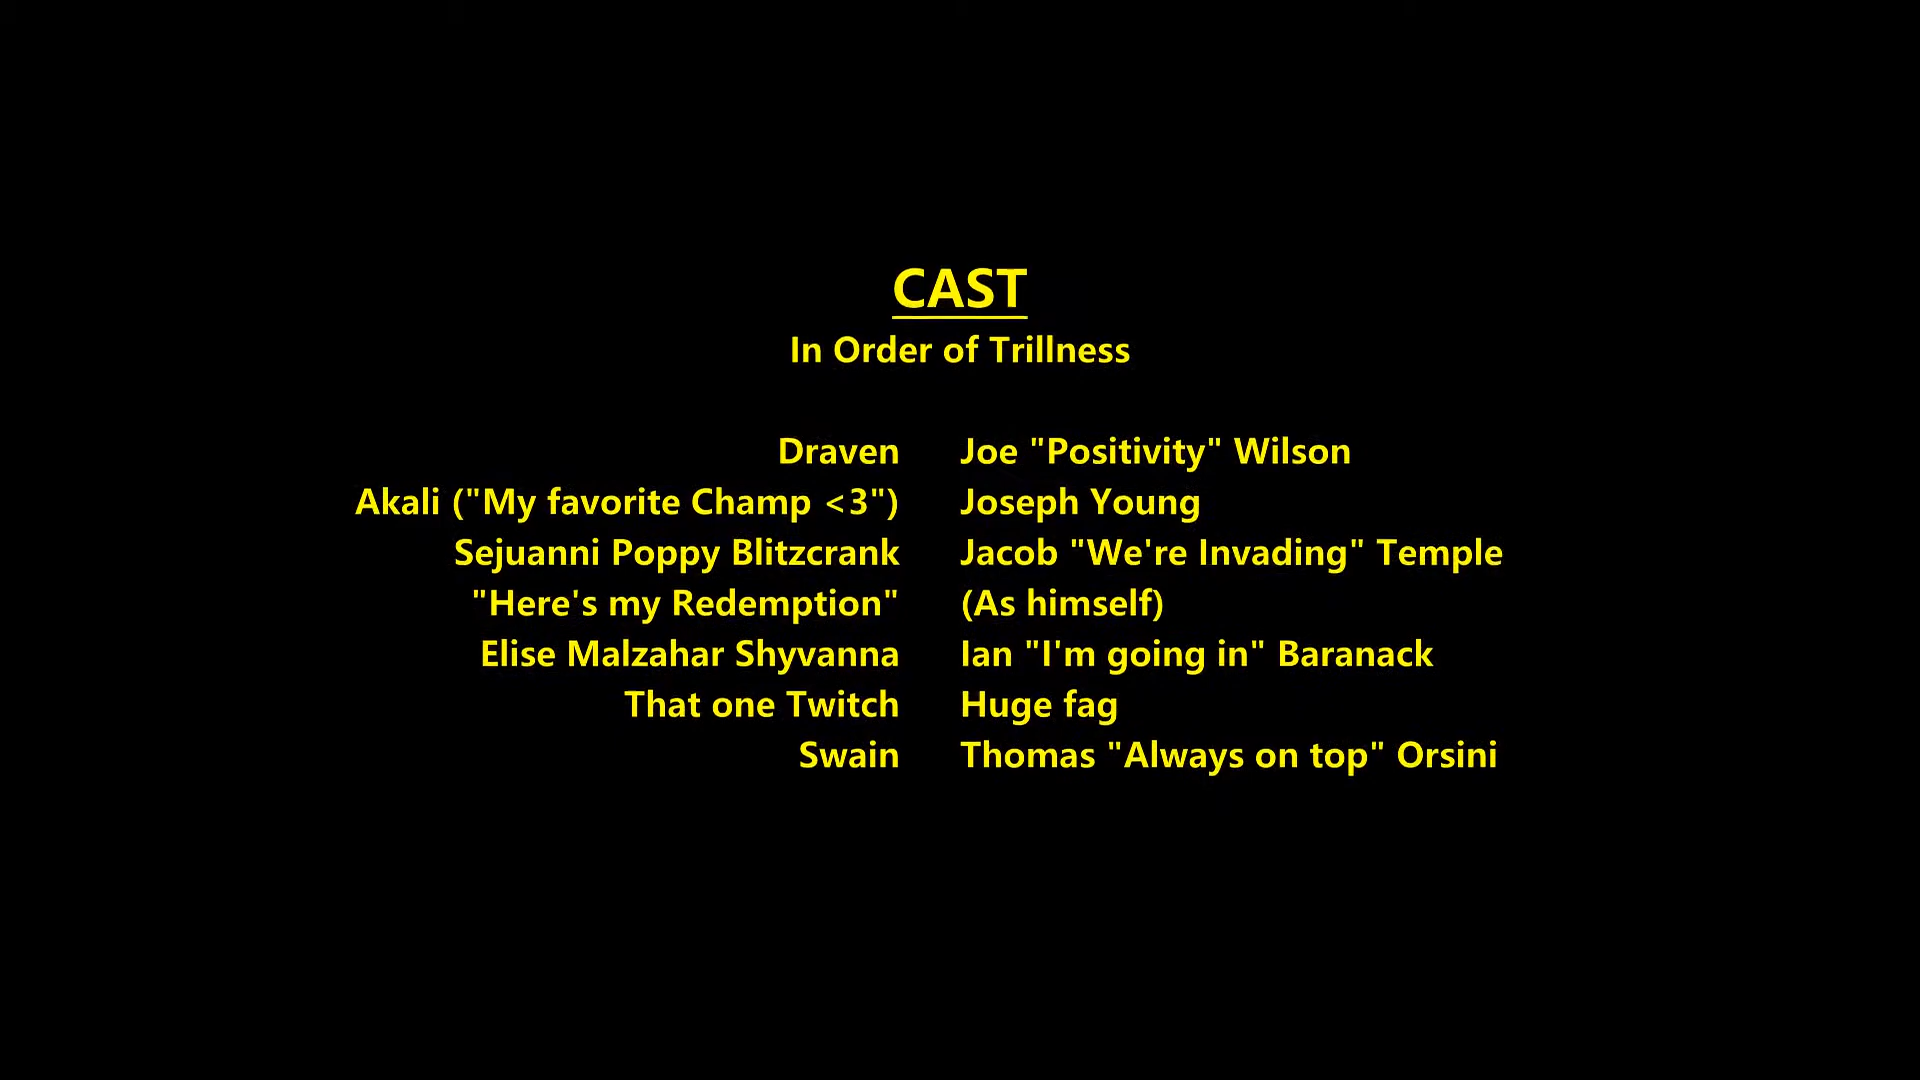 CAST
In Order of Trillness
Draven Joe "Positivity" Wilson
Akali ("My favorite Champ <3") Joseph Young
Sejuanni Poppy Blitzcrank Jacob "We're Invading" Temple
"Here's my Redemption" (As himself)
Elise Malzahar Shyvanna Ian "I'm going in" Baranack
That one Twitch Huge fag
Swain Thomas "Always on top" Orsini